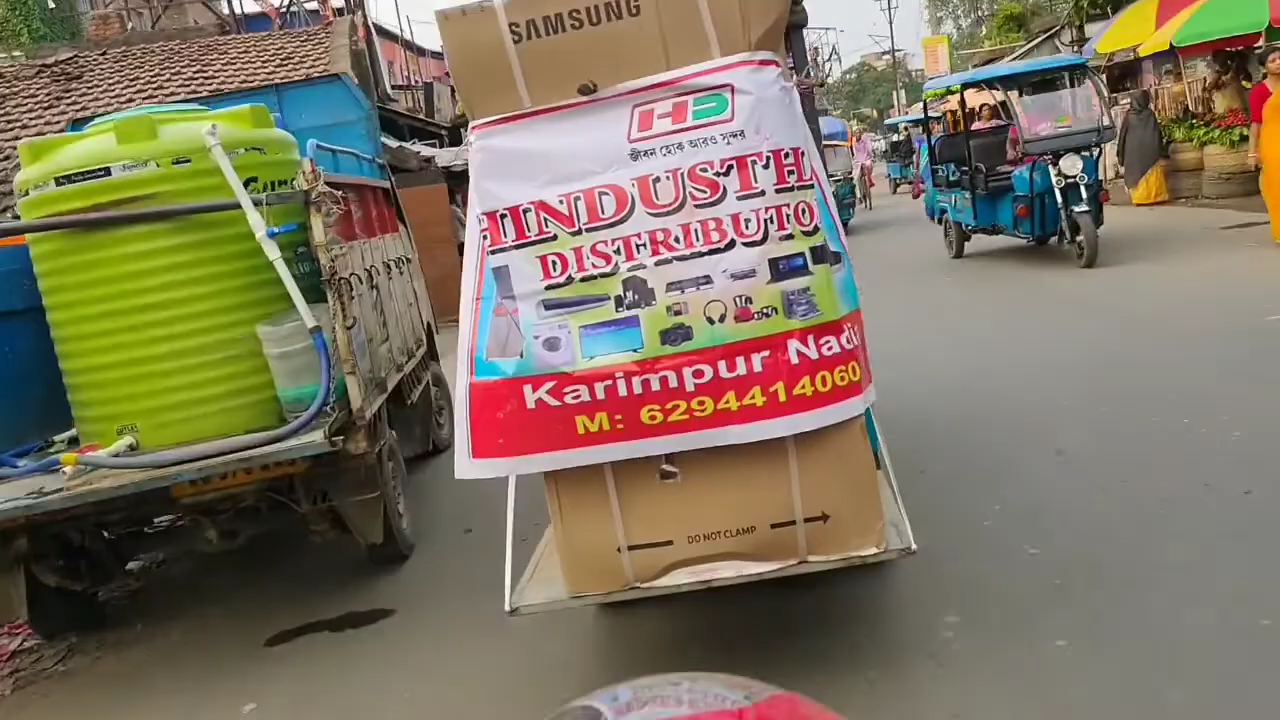 SAMSUNG
HD
জীবন হোক আরও সুন্দর
HINDUSTH
DISTRIBUTO
Karimpur Nadi
M: 6294414060
DO NOT CLAMP